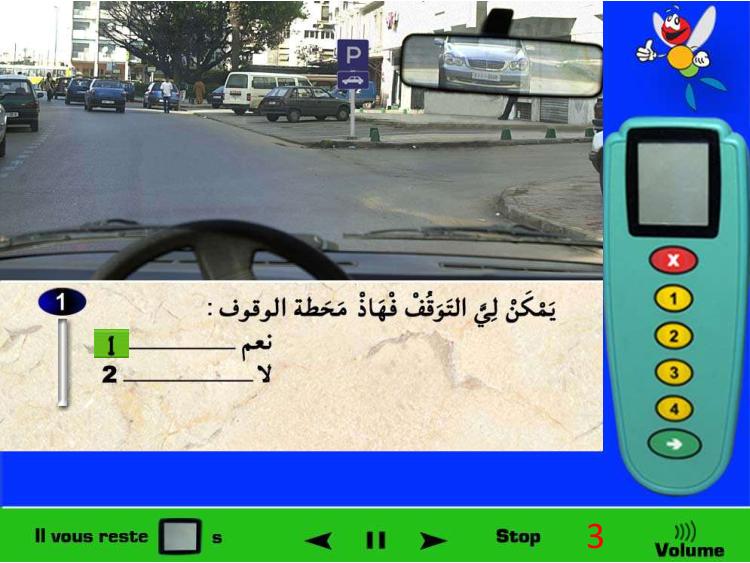 P
1
يَمْكَنْ لِيَّ التَوَقُفْ فْهَاذْ مَحَطة الوقوف :
نعم 1
لا 2
X
1
2
3
4
Il vous reste s
Stop
3
Volume